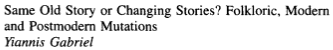 Same Old Story or Changing Stories? Folkloric, Modern
and Postmodern Mutations
Yiannis Gabriel